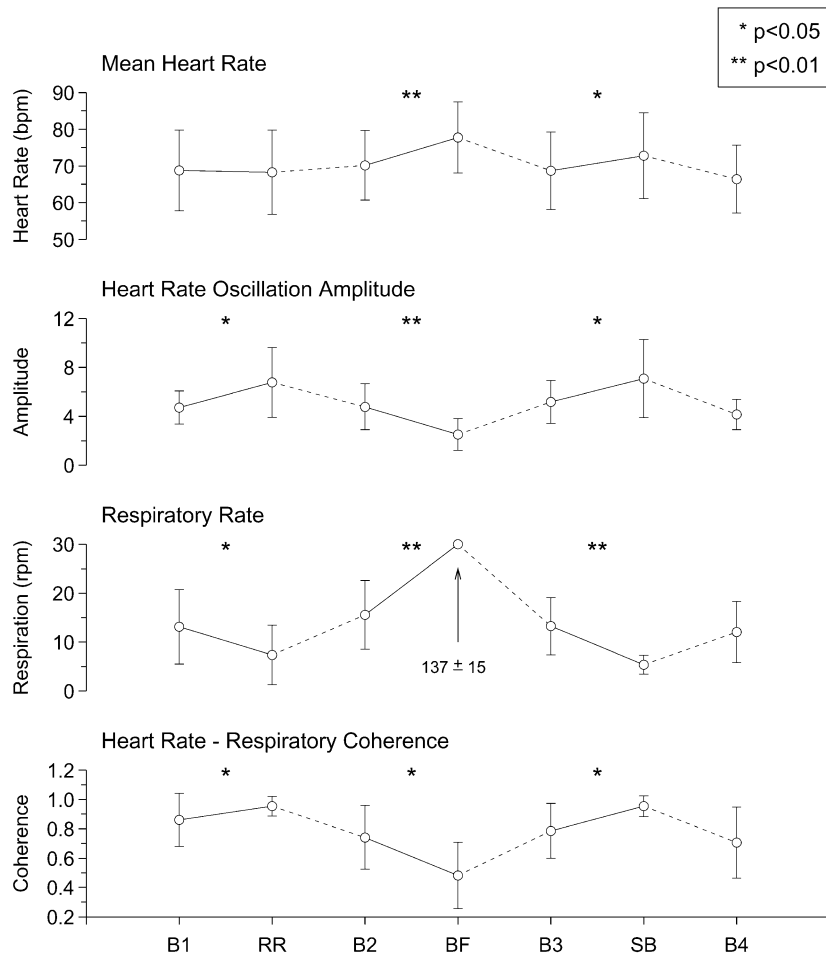 * p<0.05
** p<0.01
Mean Heart Rate
** *
Heart Rate (bpm)
90
80
70
60
50
Heart Rate Oscillation Amplitude
* ** *
Amplitude
12
8
4
0
Respiratory Rate
* ** **
Respiration (rpm)
30
20
10
0
137 ± 15
Heart Rate - Respiratory Coherence
* * *
Coherence
1.2
1.0
0.8
0.6
0.4
0.2
B1 RR B2 BF B3 SB B4